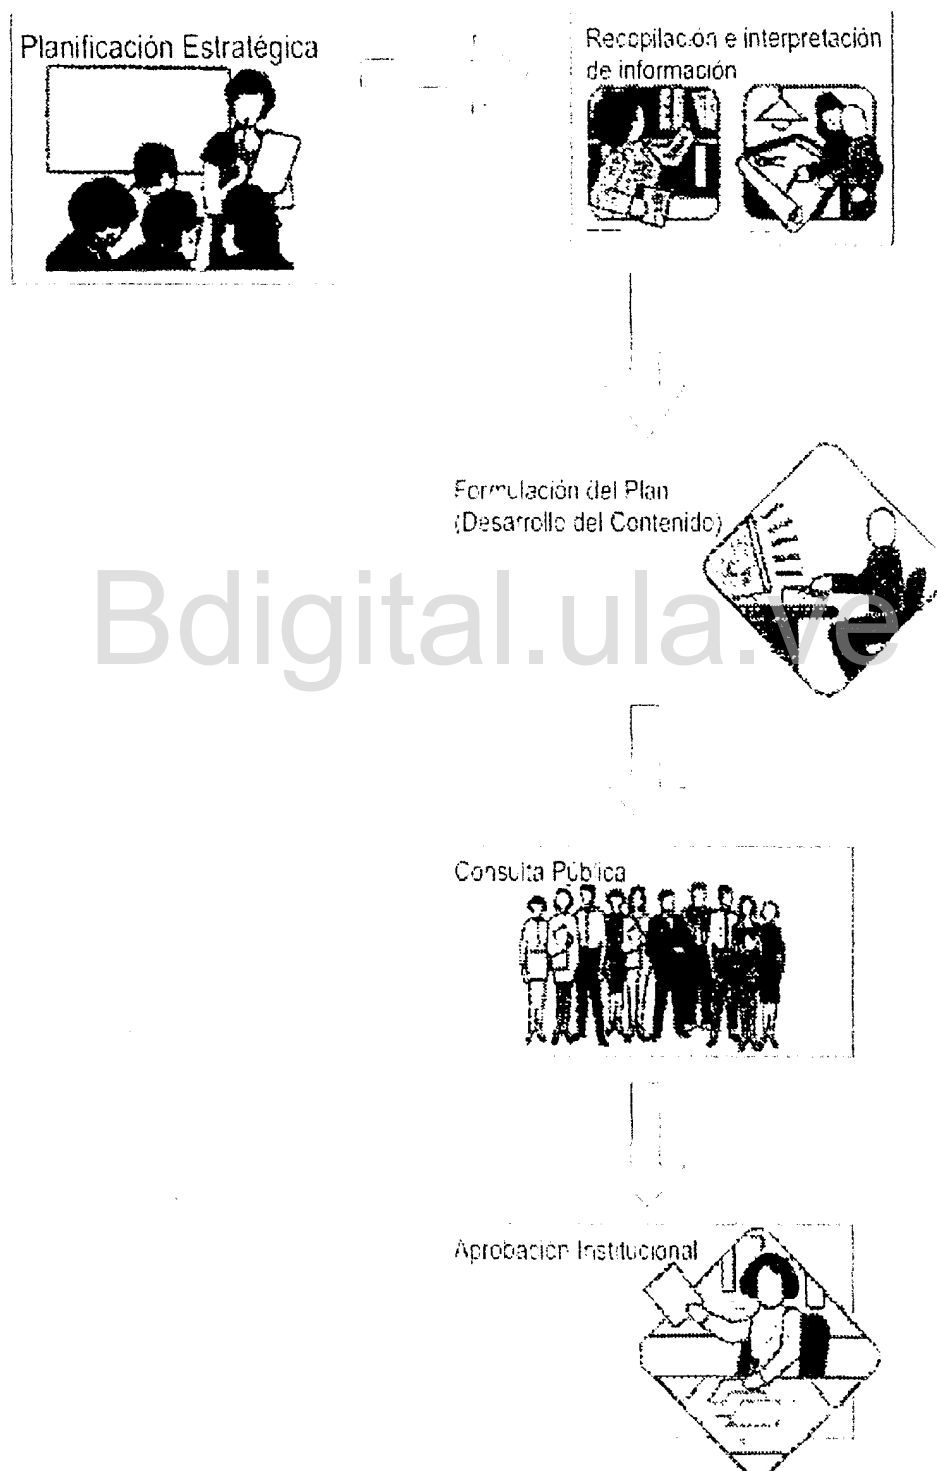 Planificación Estratégica
Recopilación e interpretación
de información
Formulación del Plan
(Desarrollo del Contenido)
Bdigital.ula.ve
Consulta Pública
Aprobación Institucional